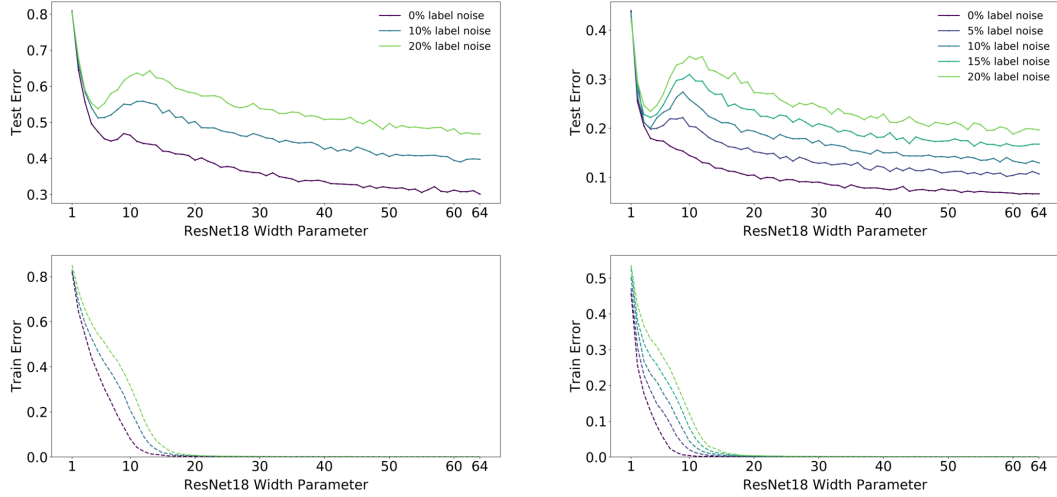 0.8
0.7
0.6
0.5
0.4
0.3
Test Error
0% label noise
10% label noise
20% label noise
1 10 20 30 40 50 60 64
ResNet18 Width Parameter
0.4
0.3
0.2
0.1
Test Error
0% label noise
5% label noise
10% label noise
15% label noise
20% label noise
1 10 20 30 40 50 60 64
ResNet18 Width Parameter
0.8
0.6
0.4
0.2
0.0
Train Error
1 10 20 30 40 50 60 64
ResNet18 Width Parameter
0.5
0.4
0.3
0.2
0.1
0.0
Train Error
1 10 20 30 40 50 60 64
ResNet18 Width Parameter